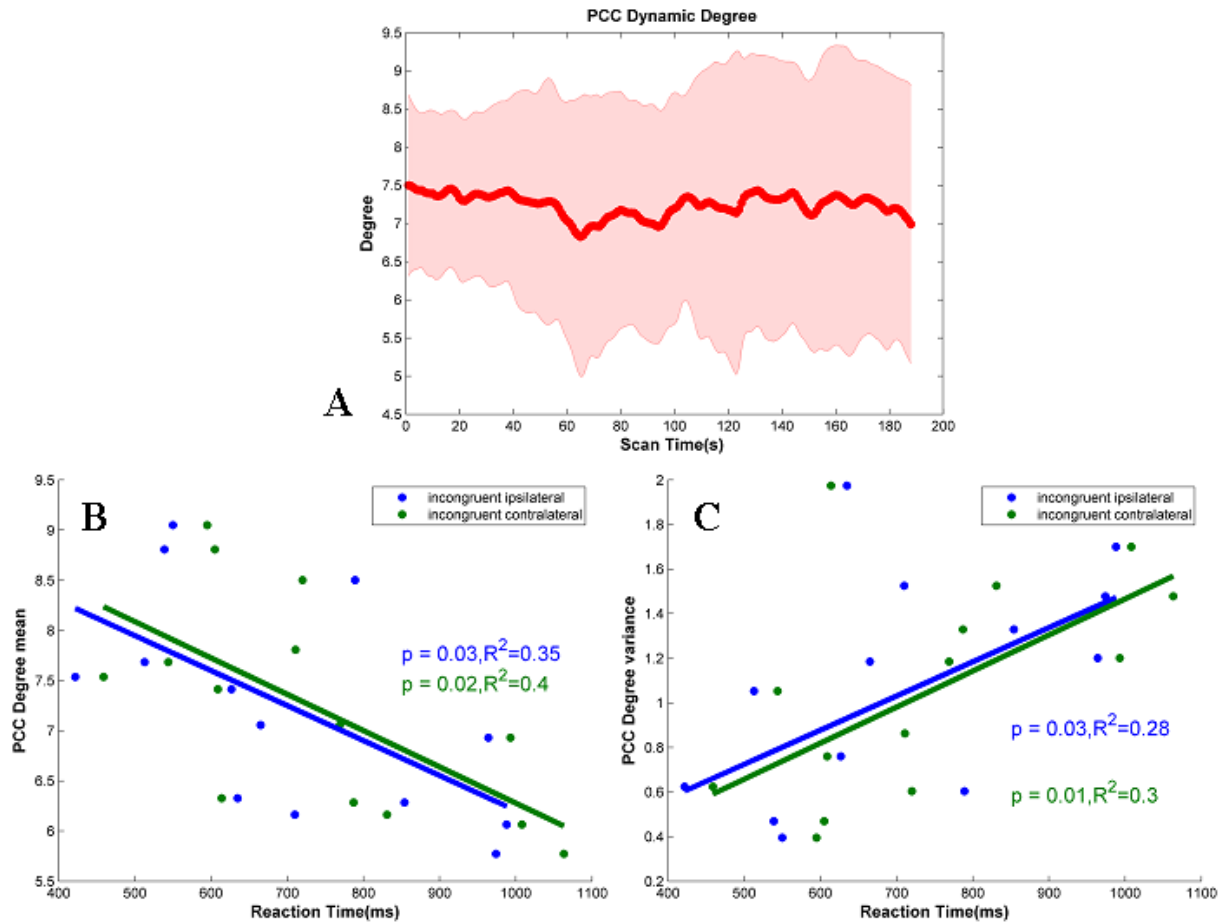 PCC Dynamic Degree
9.5
9
8.5
8
7.5
7
6.5
6
5.5
5
4.5
Degree
0 20 40 60 80 100 120 140 160 180 200
Scan Time(s)
A
9.5
9
8.5
8
7.5
7
6.5
6
5.5
PCC Degree mean
B
incongruent ipsilateral
incongruent contralateral
p = 0.03,R²=0.35
p = 0.02,R²=0.4
400 500 600 700 800 900 1000 1100
Reaction Time(ms)
2
1.8
1.6
1.4
1.2
1
0.8
0.6
0.4
0.2
PCC Degree variance
C
incongruent ipsilateral
incongruent contralateral
p = 0.03,R²=0.28
p = 0.01,R²=0.3
400 500 600 700 800 900 1000 1100
Reaction Time(ms)